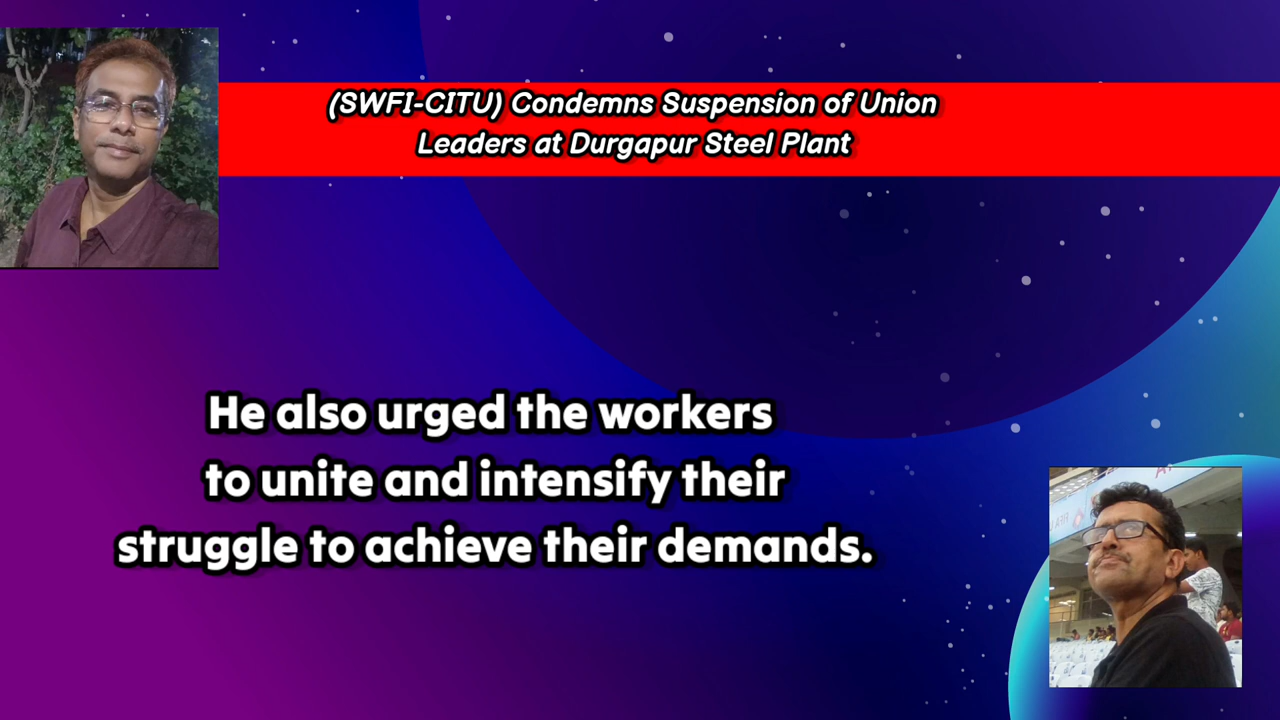 (SWFI-CITU) Condemns Suspension of Union
Leaders at Durgapur Steel Plant
He also urged the workers
to unite and intensify their
struggle to achieve their demands.